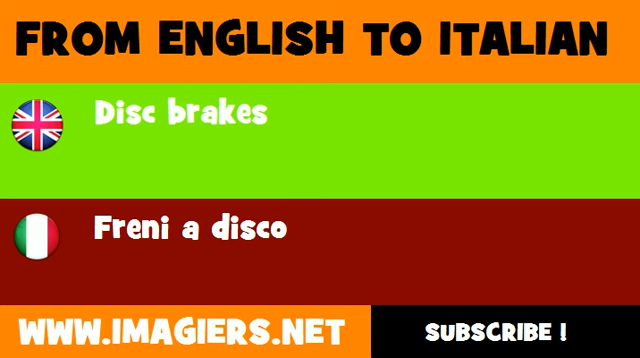 FROM ENGLISH TO ITALIAN
Disc brakes
Freni a disco
WWW.IMAGIERS.NET
SUBSCRIBE !